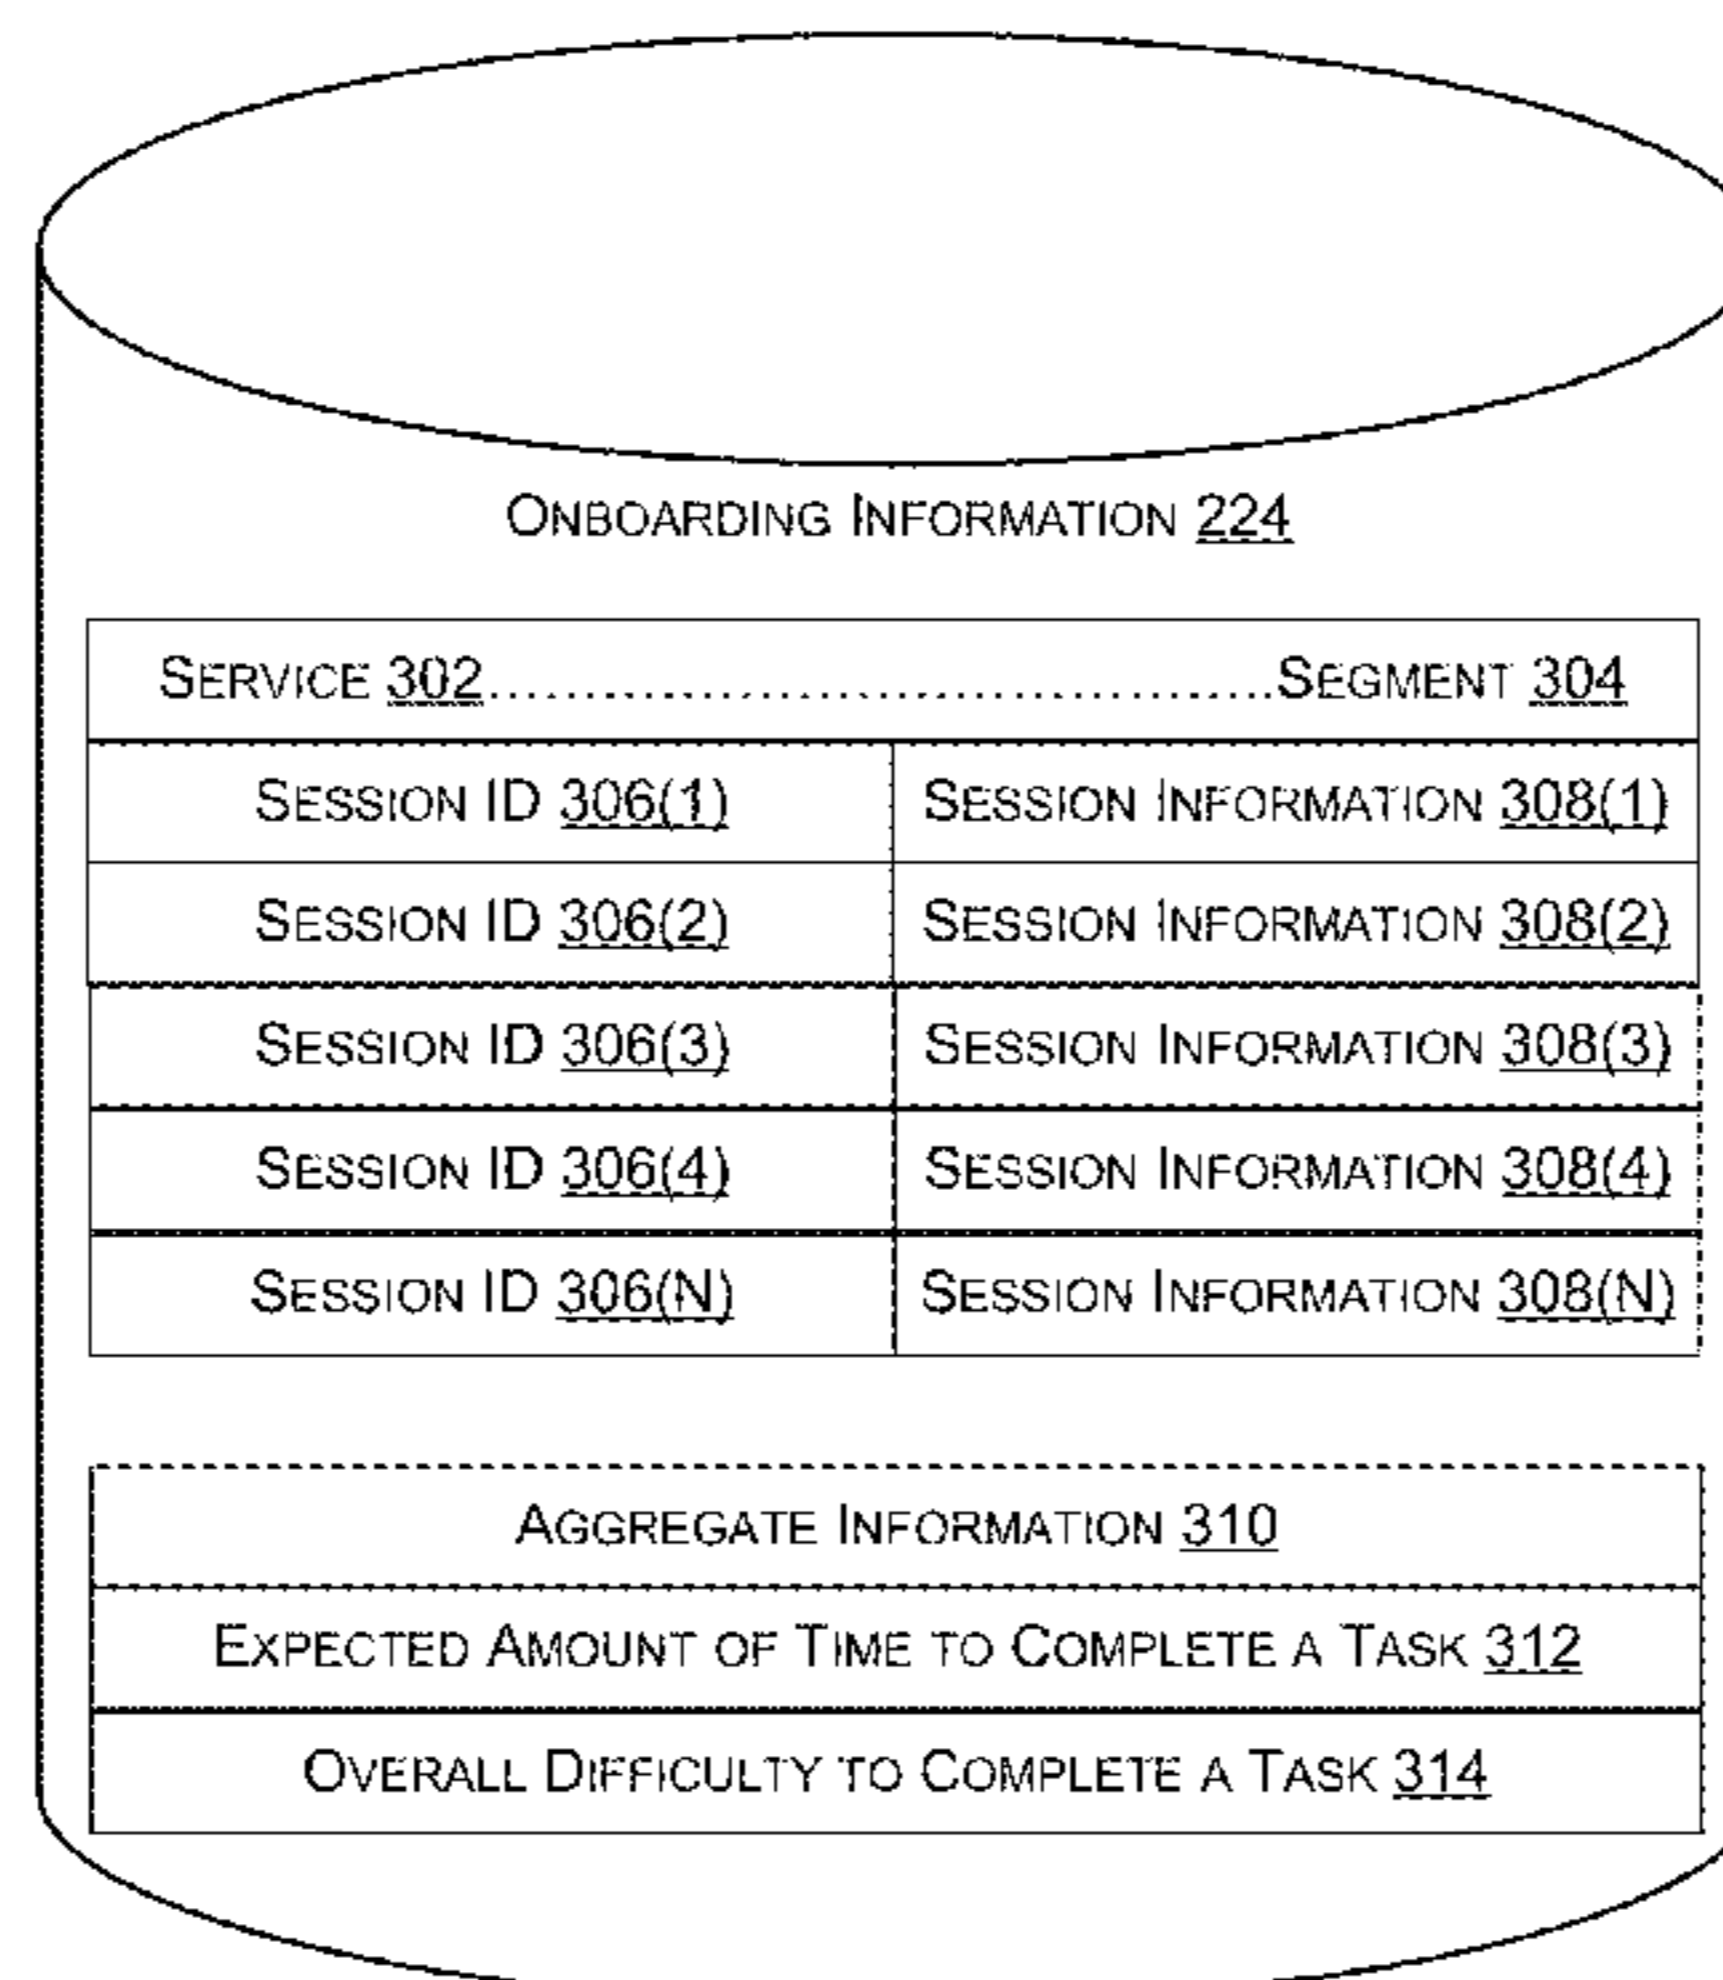 ONBOARDING INFORMATION 224
SERVICE 302.......................................SEGMENT 304
SESSION ID 306(1) SESSION INFORMATION 308(1)
SESSION ID 306(2) SESSION INFORMATION 308(2)
SESSION ID 306(3) SESSION INFORMATION 308(3)
SESSION ID 306(4) SESSION INFORMATION 308(4)
SESSION ID 306(N) SESSION INFORMATION 308(N)
AGGREGATE INFORMATION 310
EXPECTED AMOUNT OF TIME TO COMPLETE A TASK 312
OVERALL DIFFICULTY TO COMPLETE A TASK 314